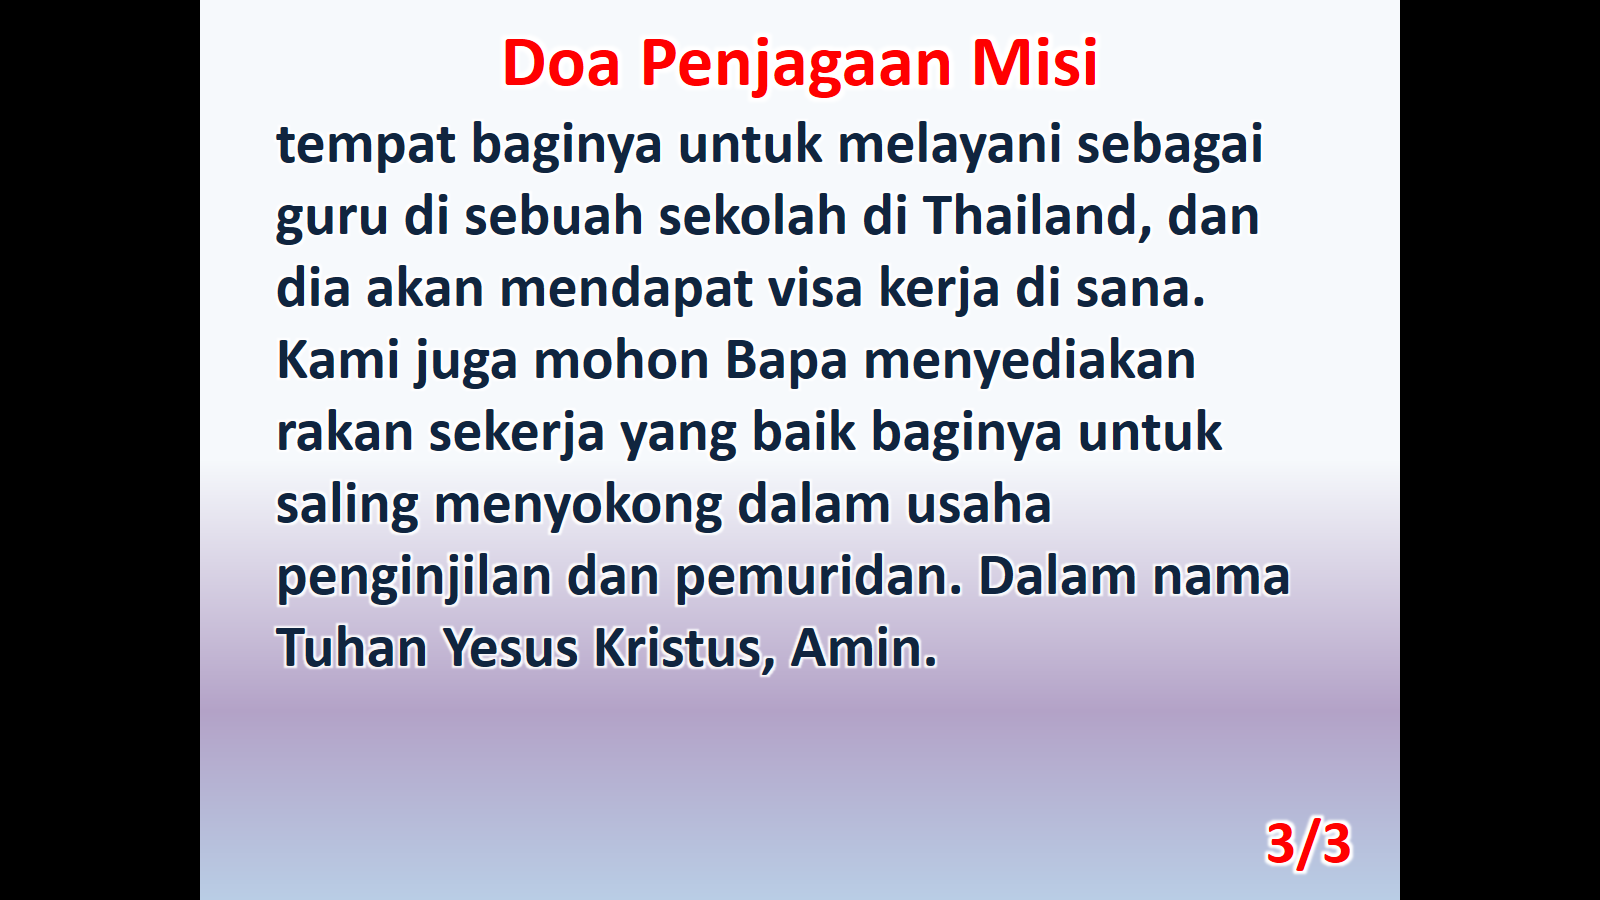 Doa Penjagaan Misi
tempat baginya untuk melayani sebagai
guru di sebuah sekolah di Thailand, dan
dia akan mendapat visa kerja di sana.
Kami juga mohon Bapa menyediakan
rakan sekerja yang baik baginya untuk
saling menyokong dalam usaha
penginjilan dan pemuridan. Dalam nama
Tuhan Yesus Kristus, Amin.
3/3